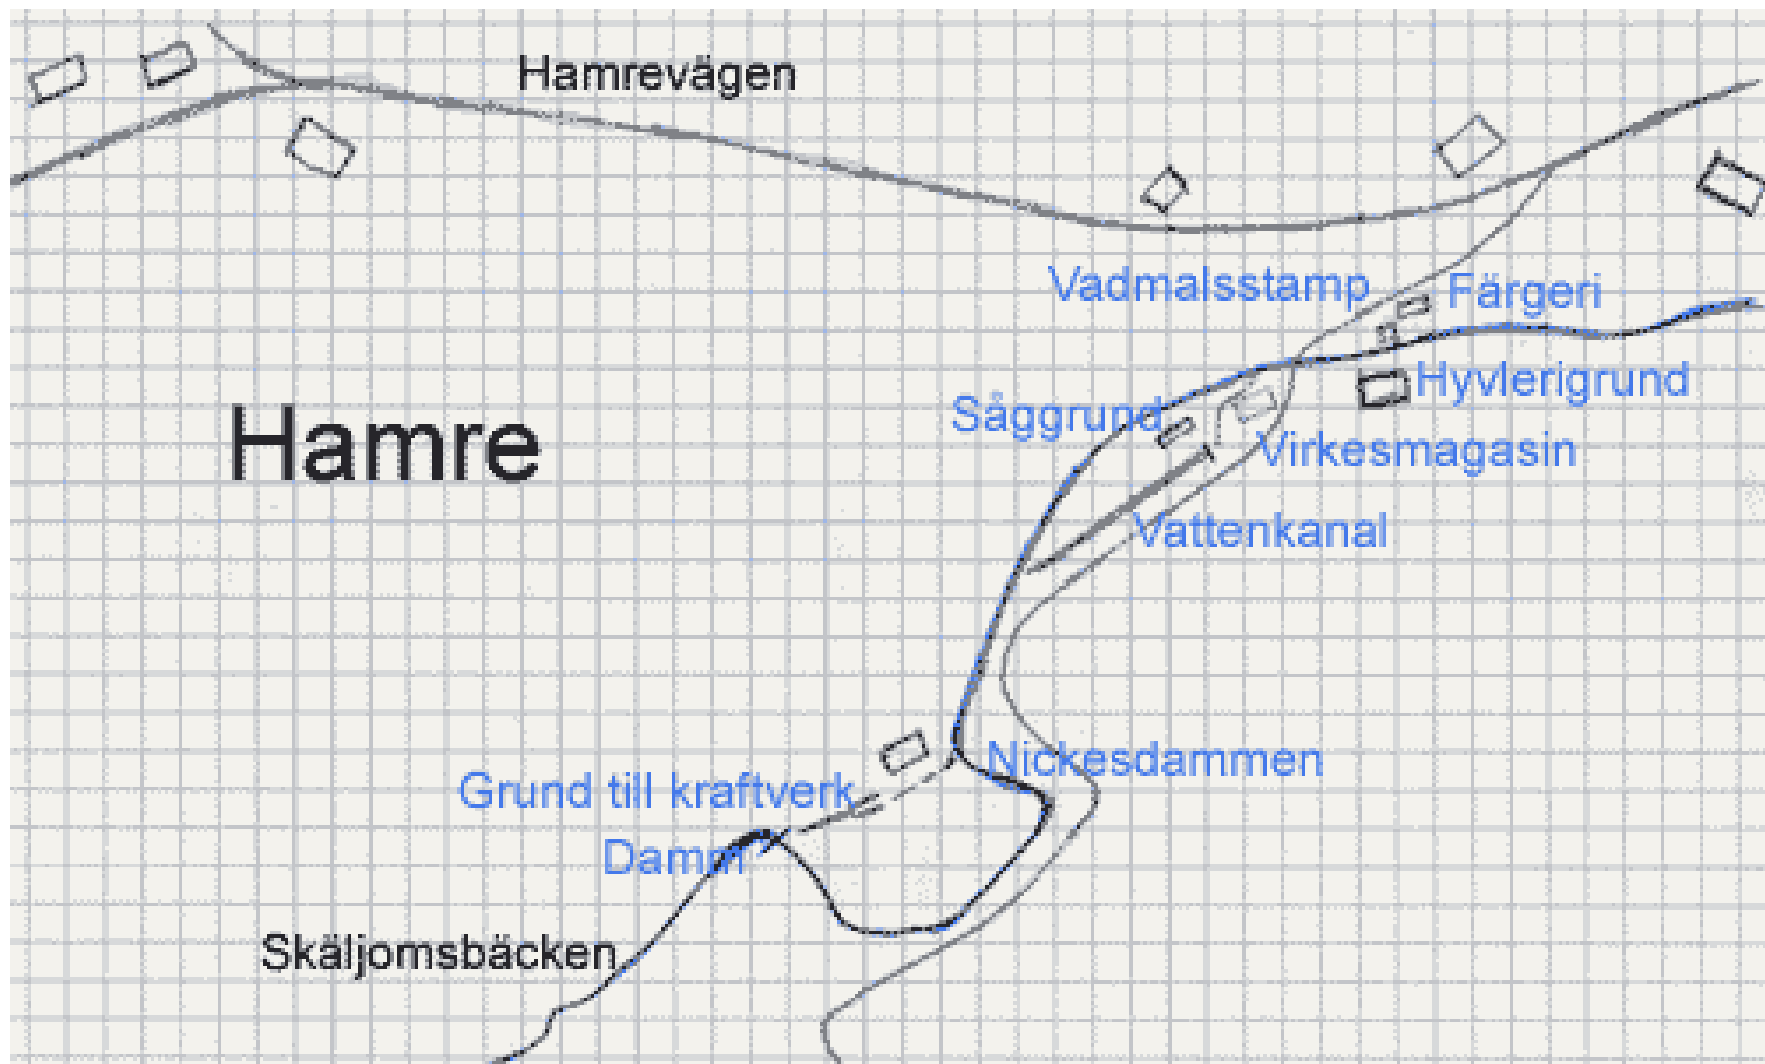 Hamrevägen
Vadmalsstamp
Färgeri
Hyvlerigrund
Såggrund
Hamre
Virkesmagasin
Vattenkanal
Nickesdammen
Grund till kraftverk
Damm
Skäljomsbäcken